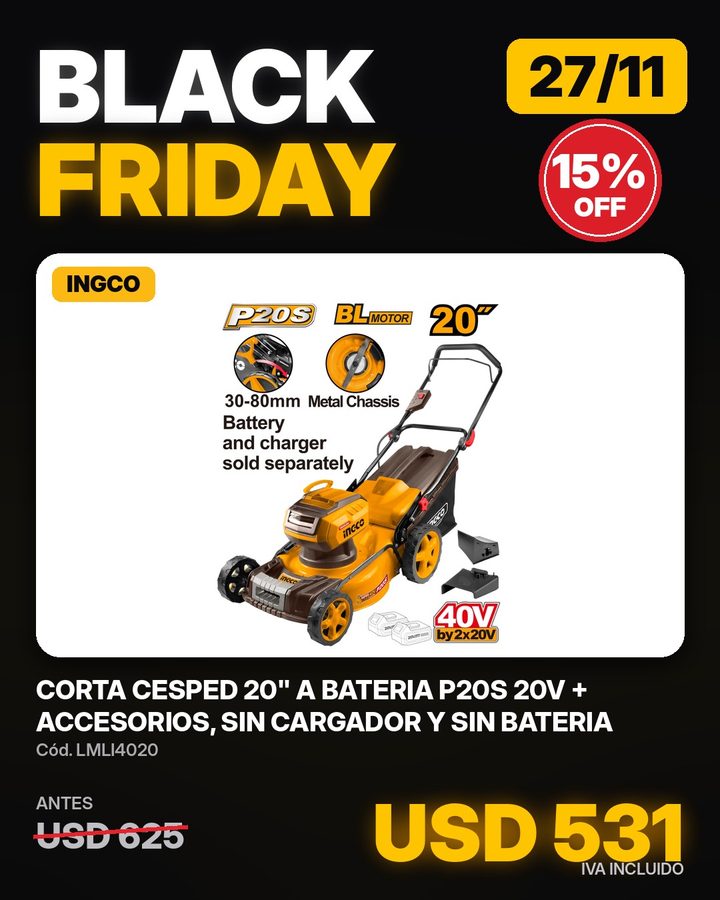 BLACK
FRIDAY
27/11
15%
OFF
INGCO
P20S
BL MOTOR
20"
30-80mm
Metal Chassis
Battery
and charger
sold separately
INGCO
INGCO
INGCO
40V
by 2x20V
CORTA CESPED 20" A BATERIA P20S 20V +
ACCESORIOS, SIN CARGADOR Y SIN BATERIA
Cód. LMLI4020
ANTES
USD 625
USD 531
IVA INCLUIDO